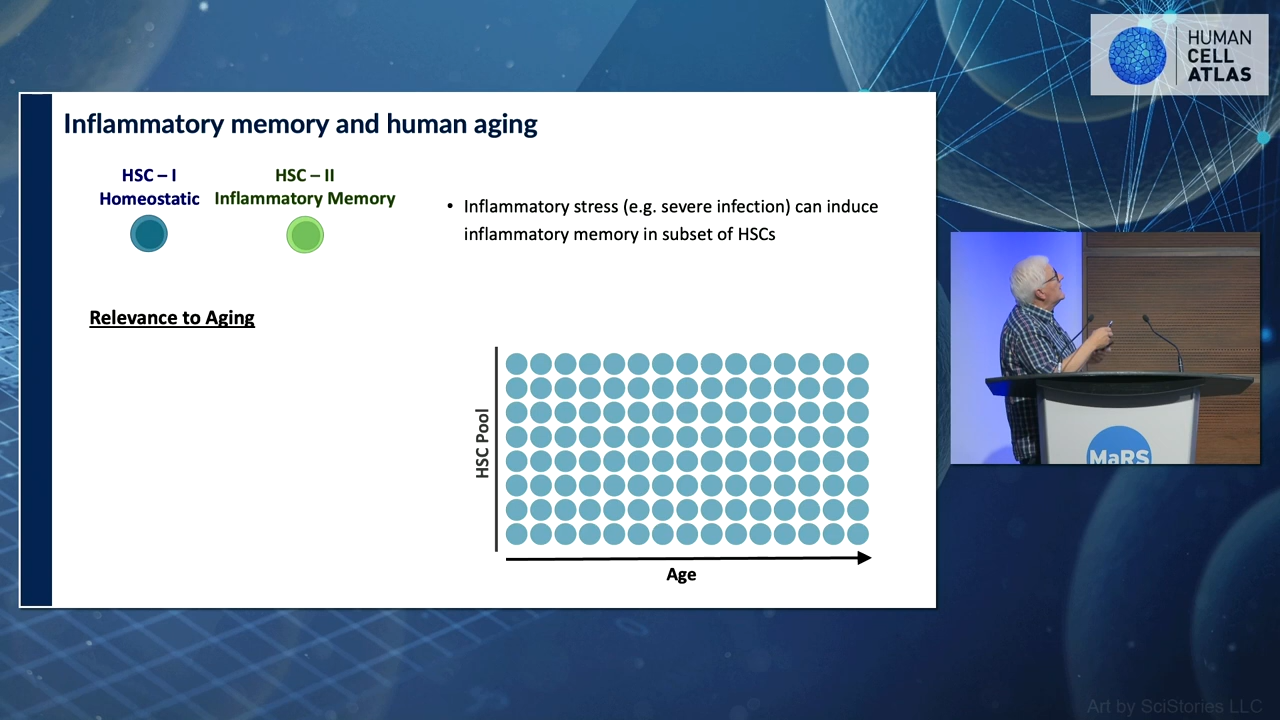 HUMAN
CELL
ATLAS
Inflammatory memory and human aging
HSC – I
Homeostatic
HSC – II
Inflammatory Memory
• Inflammatory stress (e.g. severe infection) can induce
inflammatory memory in subset of HSCs
Relevance to Aging
HSC Pool
Age
MaRS
Art by SciStories LLC